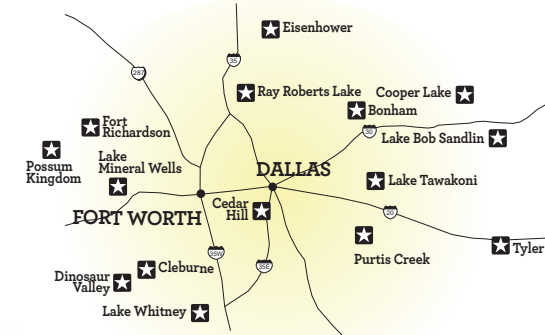 Eisenhower
35
287
Ray Roberts Lake
Cooper Lake
Bonham
Fort
Richardson
30
Lake Bob Sandlin
Possum
Kingdom
Lake
Mineral Wells
DALLAS
Lake Tawakoni
FORT WORTH
Cedar
Hill
20
Tyler
35W
35E
Purtis Creek
Dinosaur
Valley
Cleburne
Lake Whitney